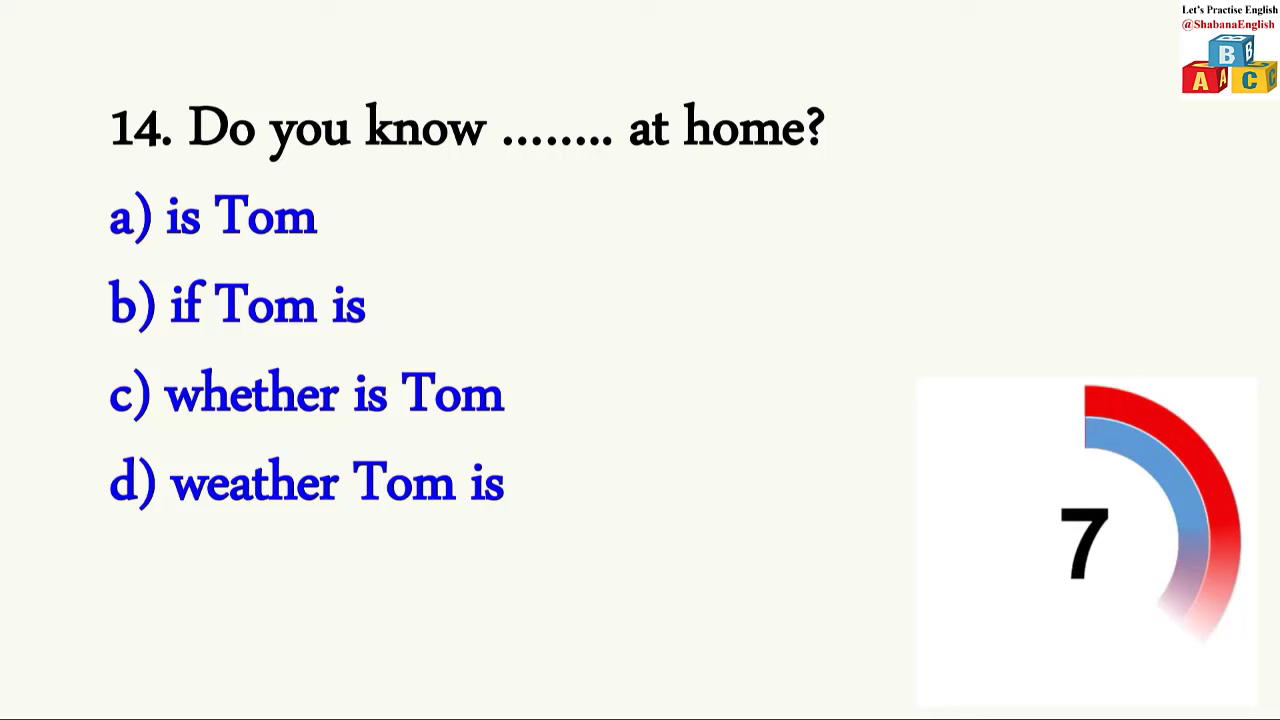 Let's Practise English
@ShabanaEnglish
B B
A A C C
14. Do you know ........ at home?
a) is Tom
b) if Tom is
c) whether is Tom
d) weather Tom is
7